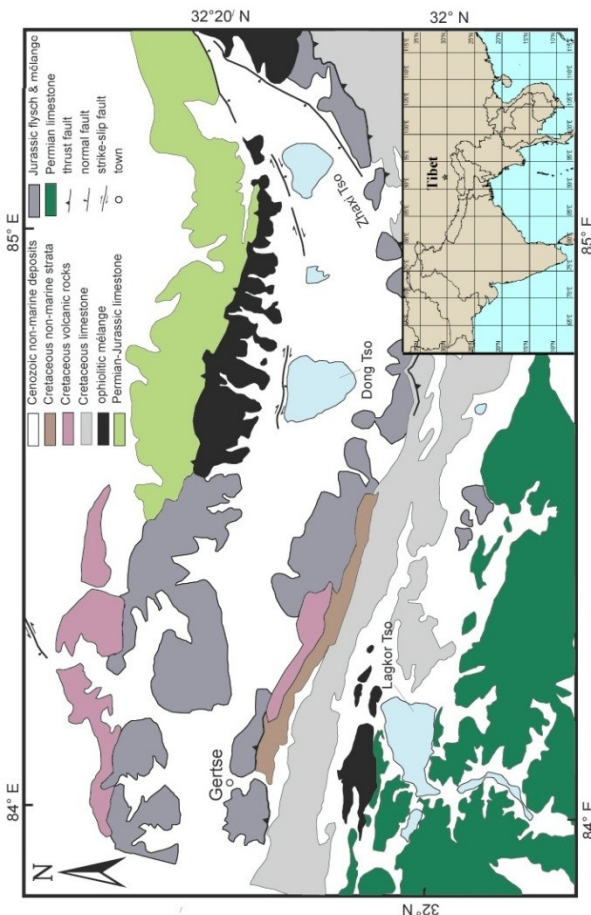 32°20′ N
32° N
Cenozoic non-marine deposits
Cretaceous non-marine strata
Cretaceous volcanic rocks
Cretaceous limestone
ophiolitic mélange
Permian-Jurassic limestone
Jurassic flysch & mélange
Permian limestone
thrust fault
normal fault
strike-slip fault
town
N
84° E
85° E
Gertse
Dong Tso
Zhaxi Tso
Lagkor Tso
Tibet
*
84° E
85° E
32° N